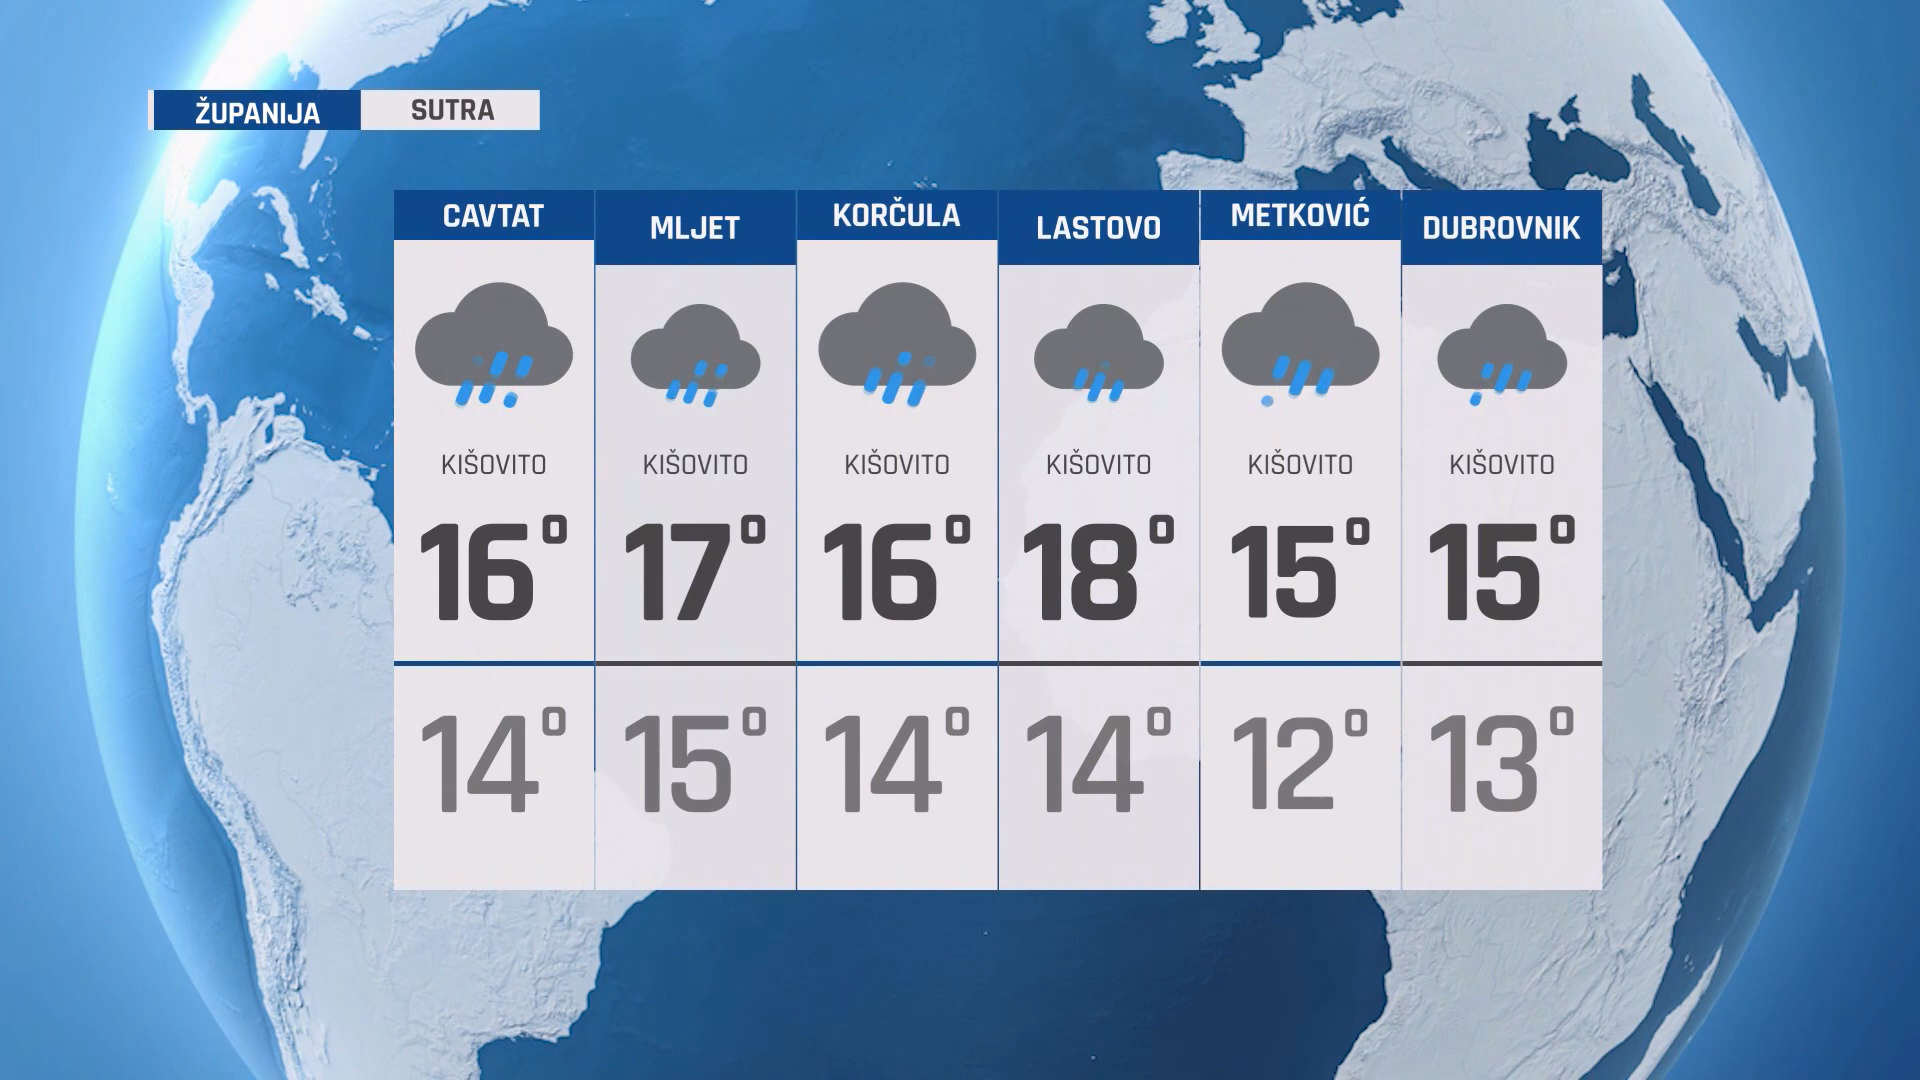 ŽUPANIJA SUTRA
CAVTAT MLJET KORČULA LASTOVO METKOVIĆ DUBROVNIK
KIŠOVITO KIŠOVITO KIŠOVITO KIŠOVITO KIŠOVITO KIŠOVITO
16° 17° 16° 18° 15° 15°
14° 15° 14° 14° 12° 13°